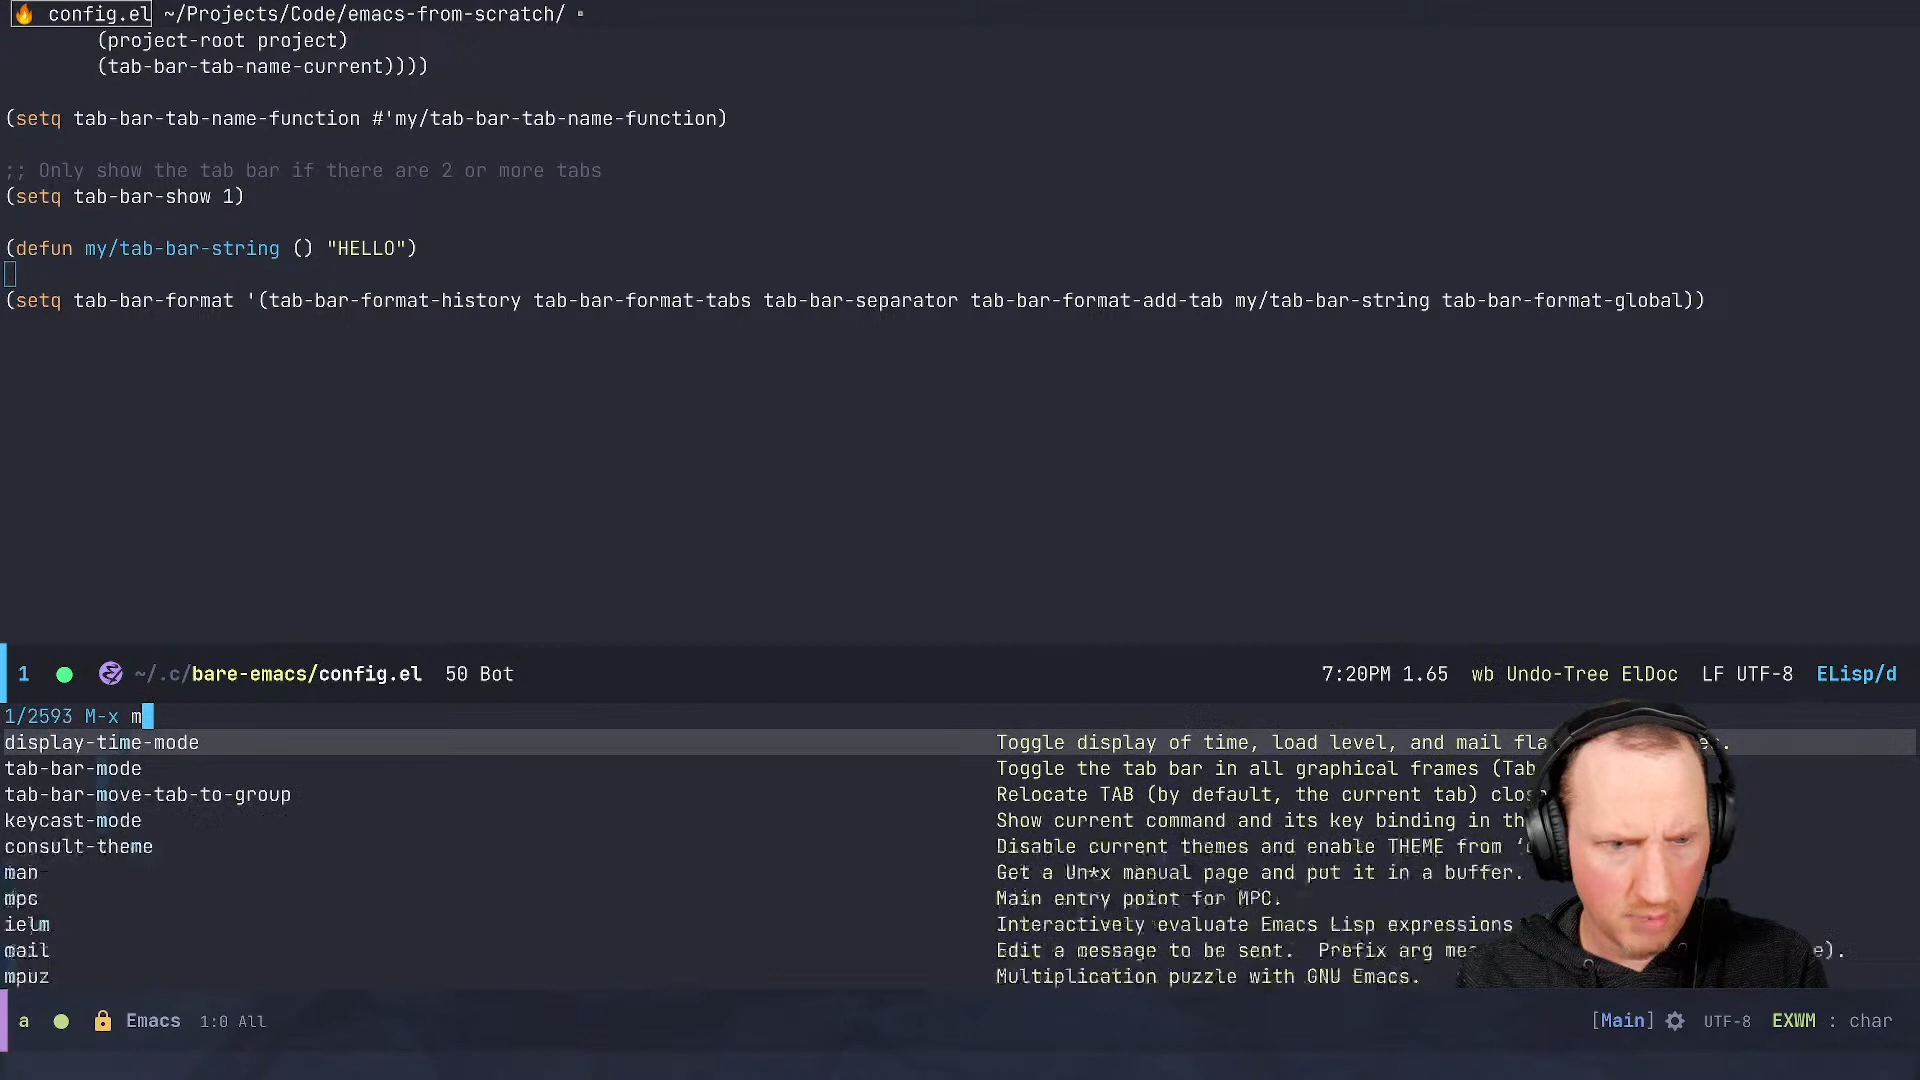 🔥 config.el ~/Projects/Code/emacs-from-scratch/
(project-root project)
(tab-bar-tab-name-current))))
(setq tab-bar-tab-name-function #'my/tab-bar-tab-name-function)
;; Only show the tab bar if there are 2 or more tabs
(setq tab-bar-show 1)
(defun my/tab-bar-string () "HELLO")
(setq tab-bar-format '(tab-bar-format-history tab-bar-format-tabs tab-bar-separator tab-bar-format-add-tab my/tab-bar-string tab-bar-format-global))
1 ~/.c/bare-emacs/config.el 50 Bot 7:20PM 1.65 wb Undo-Tree ElDoc LF UTF-8 ELisp/d
1/2593 M-x m
display-time-mode Toggle display of time, load level, and mail
tab-bar-mode Toggle the tab bar in all graphical frames
tab-bar-move-tab-to-group Relocate TAB (by default, the current tab)
keycast-mode Show current command and its key binding in
consult-theme Disable current themes and enable THEME from
man Get a Un*x manual page and put it in a buffer.
mpc Main entry point for MPC.
ielm Interactively evaluate Emacs Lisp expressions
mail Edit a message to be sent. Prefix arg
mpuz Multiplication puzzle with GNU Emacs.
a Emacs 1:0 All [Main] UTF-8 EXWM : char